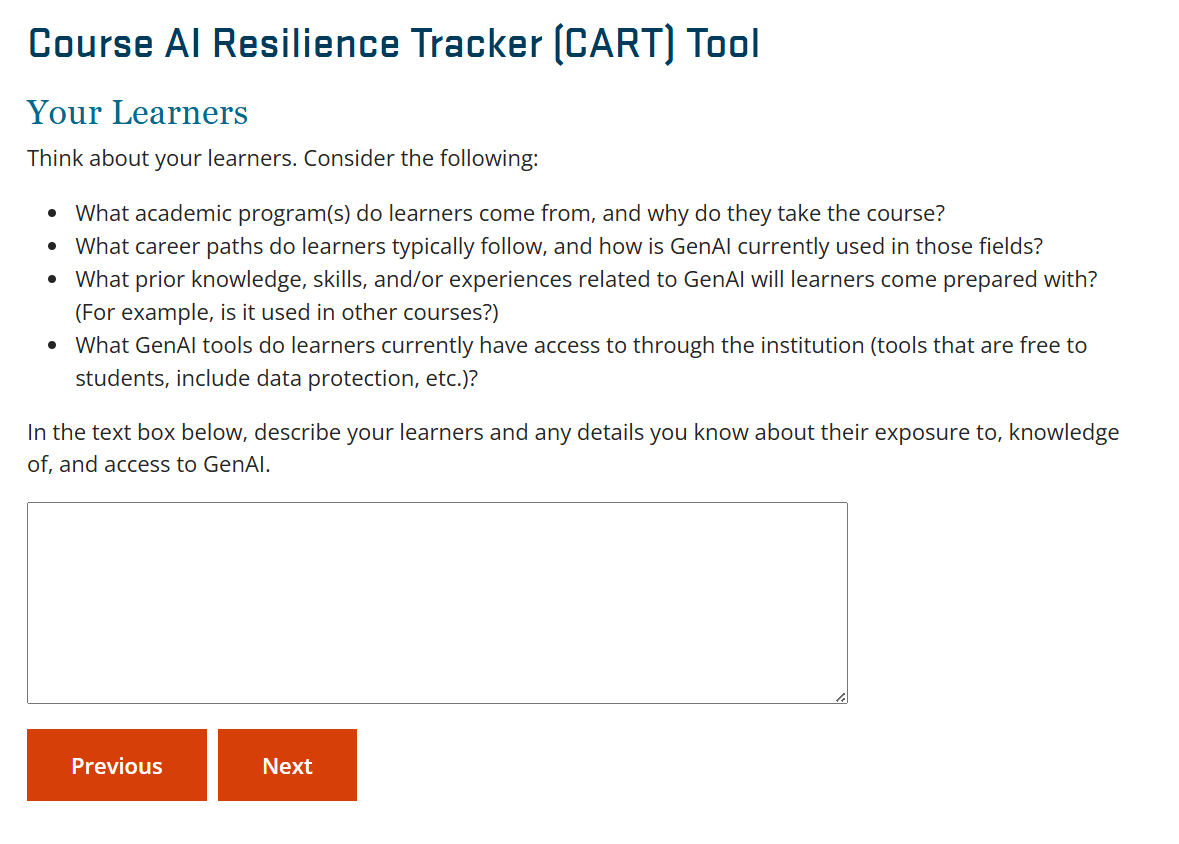 Course AI Resilience Tracker (CART) Tool
Your Learners
Think about your learners. Consider the following:
• What academic program(s) do learners come from, and why do they take the course?
• What career paths do learners typically follow, and how is GenAI currently used in those fields?
• What prior knowledge, skills, and/or experiences related to GenAI will learners come prepared with?
(For example, is it used in other courses?)
• What GenAI tools do learners currently have access to through the institution (tools that are free to
students, include data protection, etc.)?
In the text box below, describe your learners and any details you know about their exposure to, knowledge
of, and access to GenAI.
Previous
Next